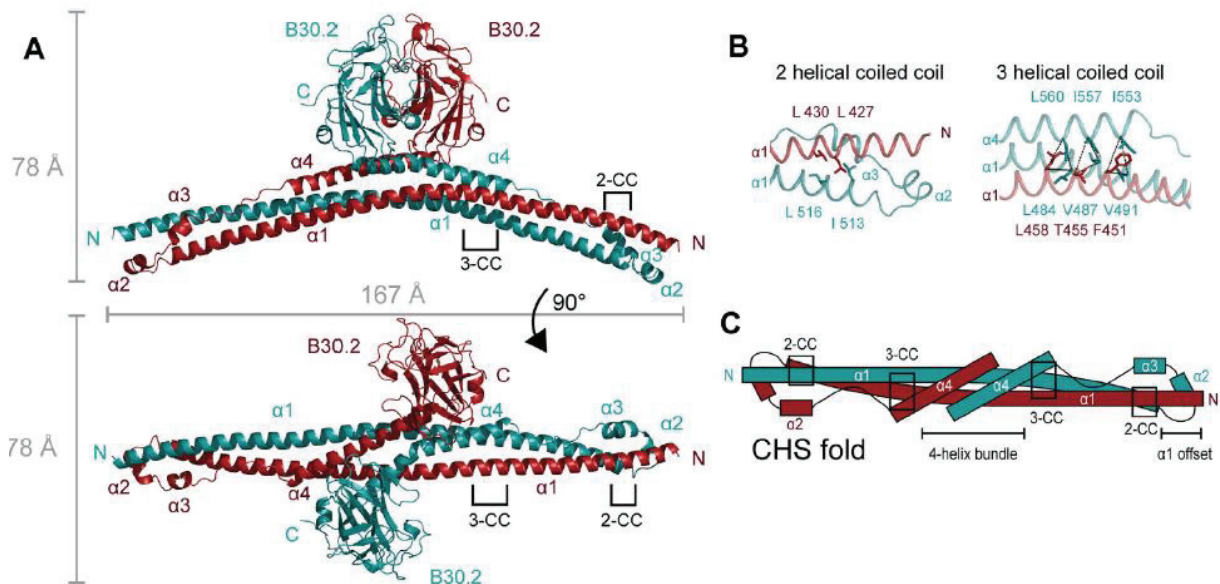 A
B30.2
B30.2
C
C
78 Å
α4
α4
α3
2-CC
N
α1
α1
N
α2
3-CC
α3
α2
167 Å
90°
B30.2
C
78 Å
α1
α4
α3
α2
N
N
α2
α3
α4
α1
3-CC
2-CC
C
B30.2
B
2 helical coiled coil
L 430 L 427
N
α1
α3
α1
α2
L 516
I 513
3 helical coiled coil
L560 I557 I553
α4
α1
α1
L484 V487 V491
L458 T455 F451
C
2-CC
3-CC
α3
N
α1
α4
α4
α2
α1
N
α2
3-CC
2-CC
CHS fold
4-helix bundle
α1 offset